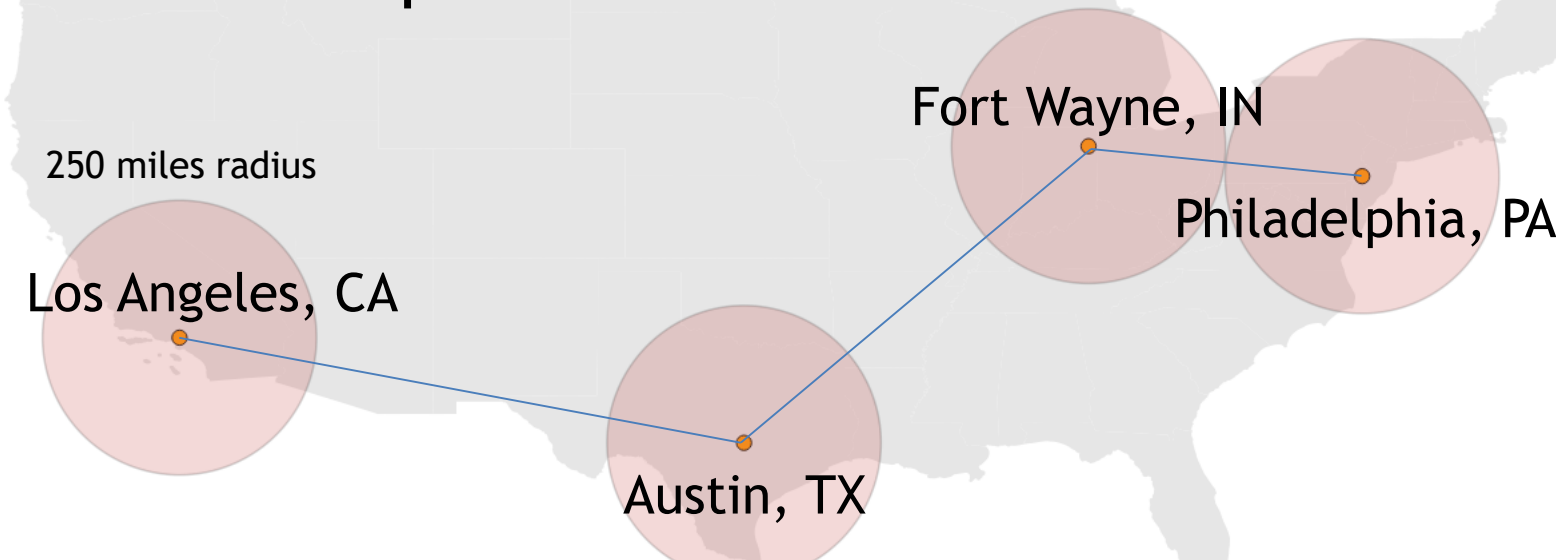 Fort Wayne, IN
250 miles radius
Philadelphia, PA
Los Angeles, CA
Austin, TX